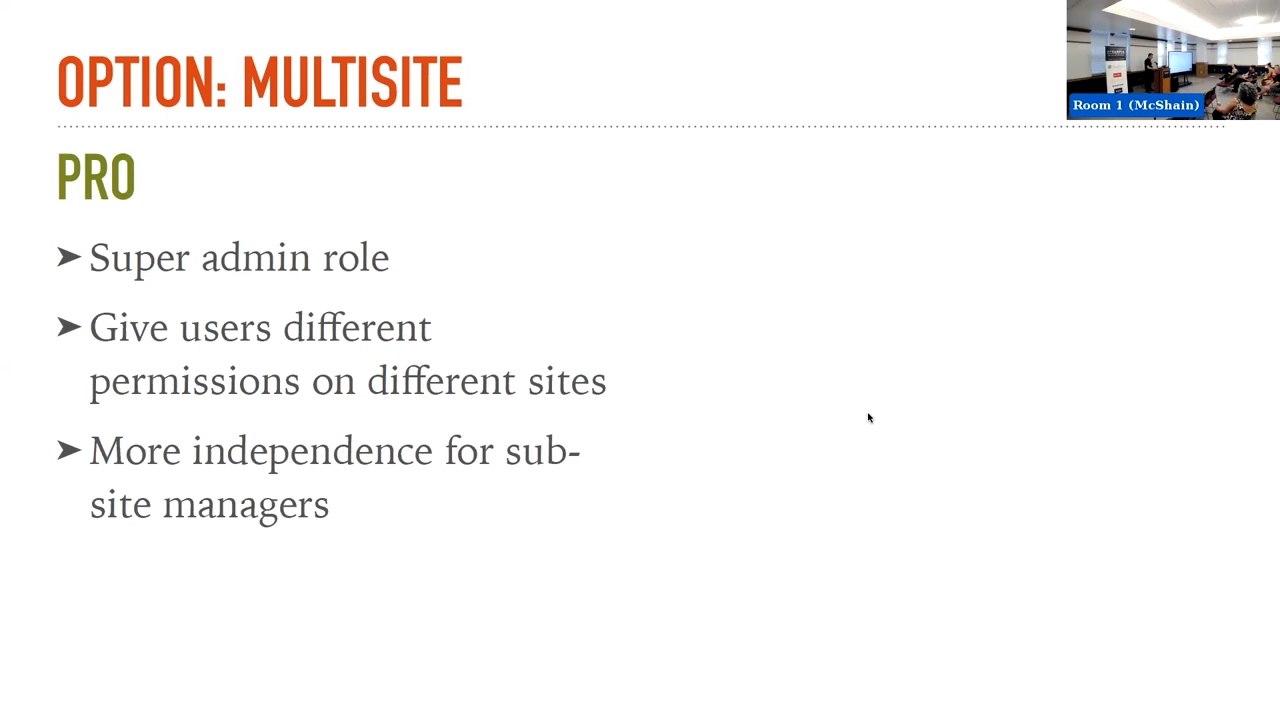 OPTION: MULTISITE
Room 1 (McShain)
PRO
➤ Super admin role
➤ Give users different
permissions on different sites
➤ More independence for sub-
site managers